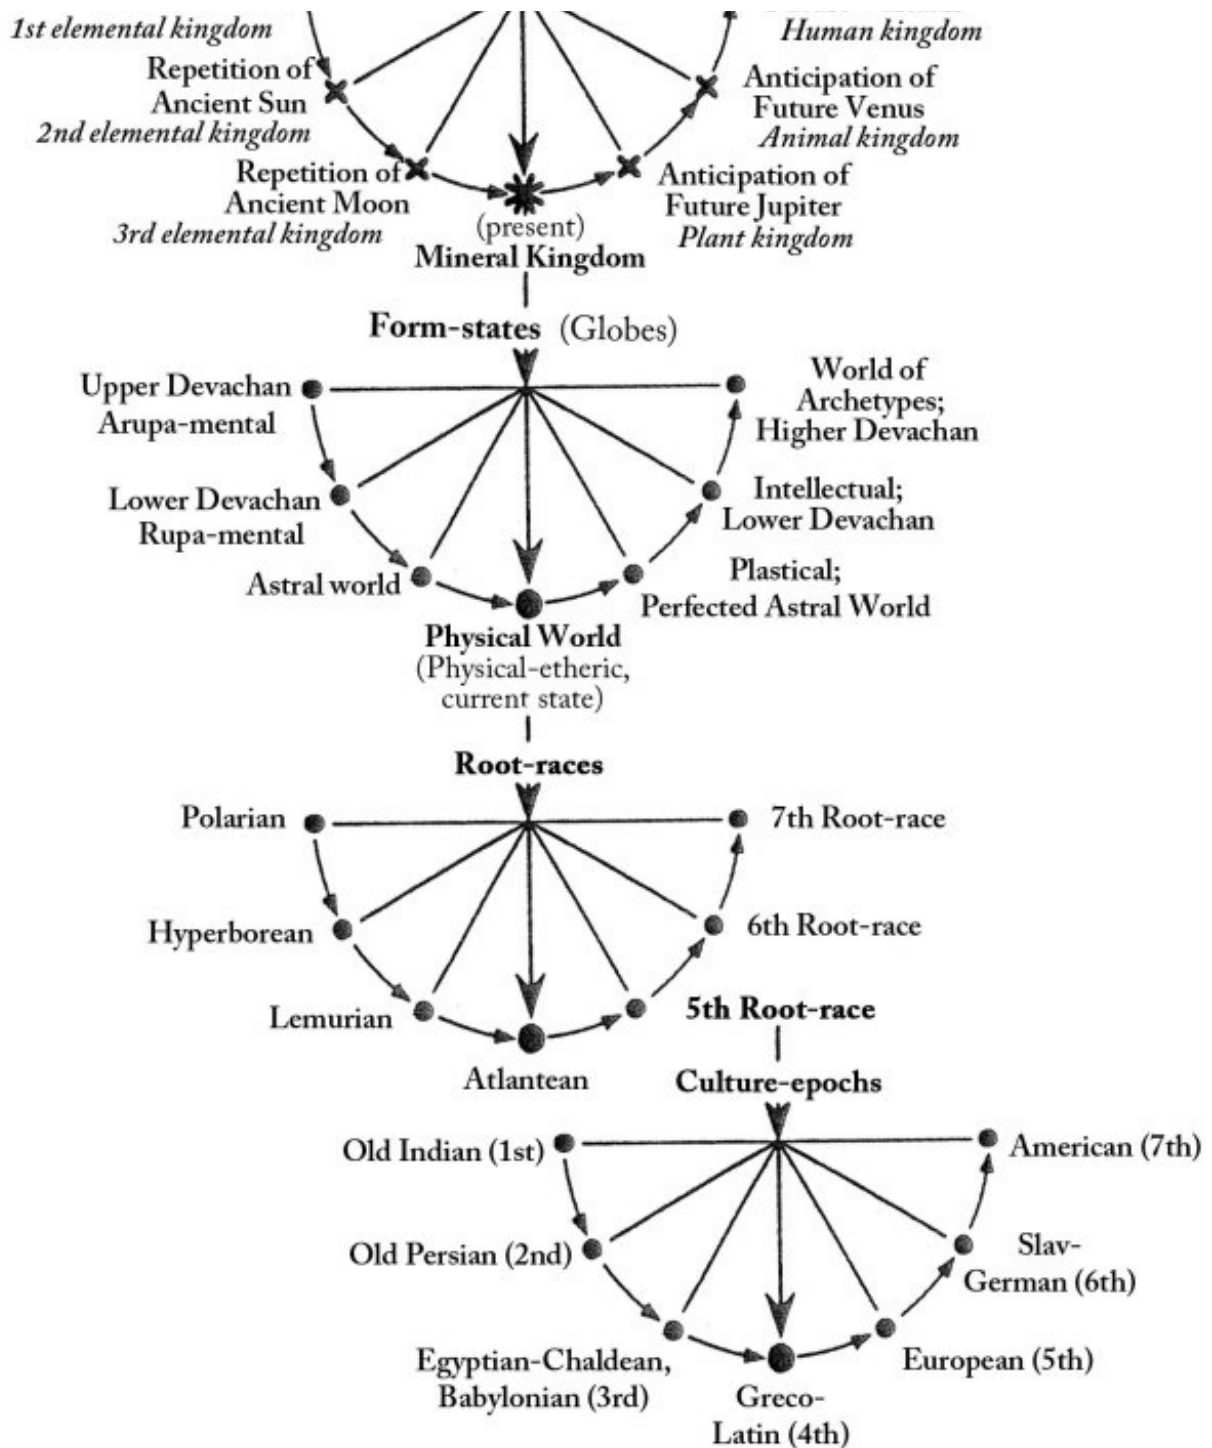 1st elemental kingdom
Human kingdom
Repetition of
Ancient Sun
2nd elemental kingdom
Anticipation of
Future Venus
Animal kingdom
Repetition of
Ancient Moon
3rd elemental kingdom
Anticipation of
Future Jupiter
Plant kingdom
(present)
Mineral Kingdom
Form-states (Globes)
Upper Devachan
Arupa-mental
World of
Archetypes;
Higher Devachan
Lower Devachan
Rupa-mental
Intellectual;
Lower Devachan
Astral world
Plastical;
Perfected Astral World
Physical World
(Physical-etheric,
current state)
Root-races
Polarian
7th Root-race
Hyperborean
6th Root-race
Lemurian
5th Root-race
Atlantean
Culture-epochs
Old Indian (1st)
American (7th)
Old Persian (2nd)
Slav-
German (6th)
Egyptian-Chaldean,
Babylonian (3rd)
European (5th)
Greco-
Latin (4th)